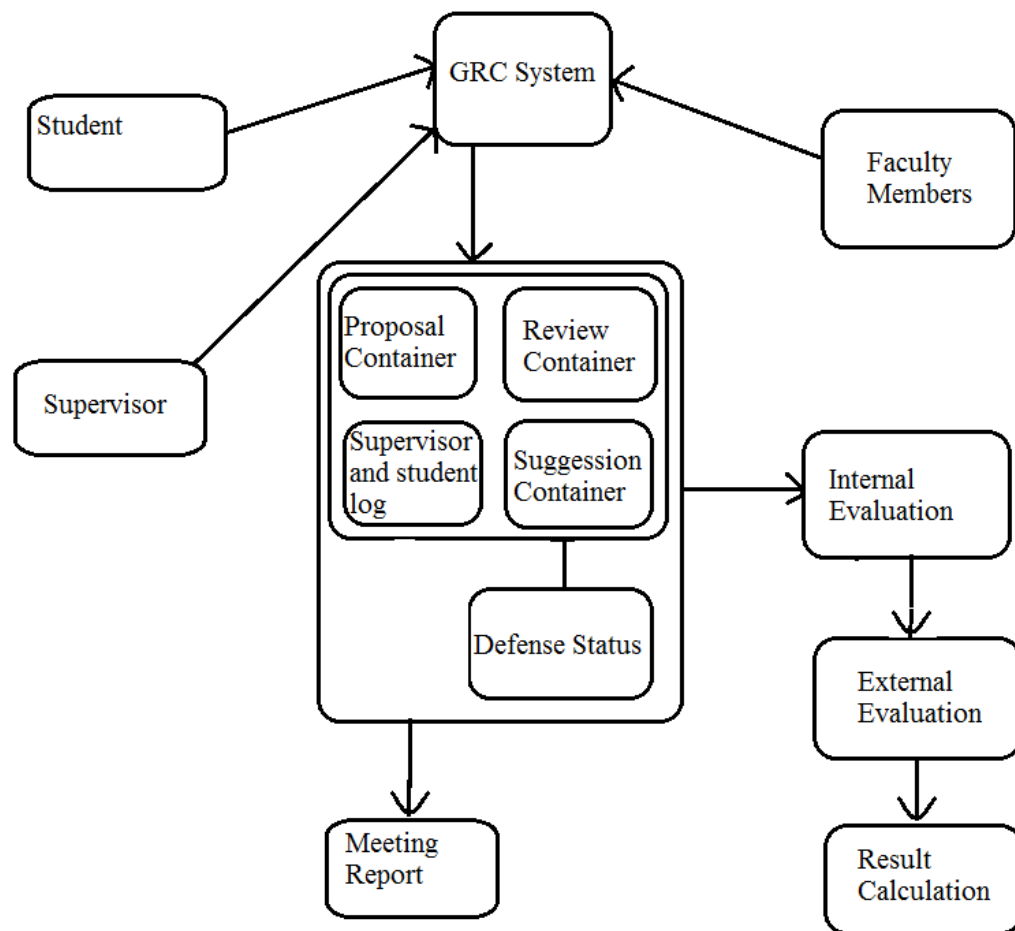 GRC System
Student
Faculty
Members
Supervisor
Proposal
Container
Review
Container
Supervisor
and student
log
Suggession
Container
Internal
Evaluation
Defense Status
External
Evaluation
Meeting
Report
Result
Calculation